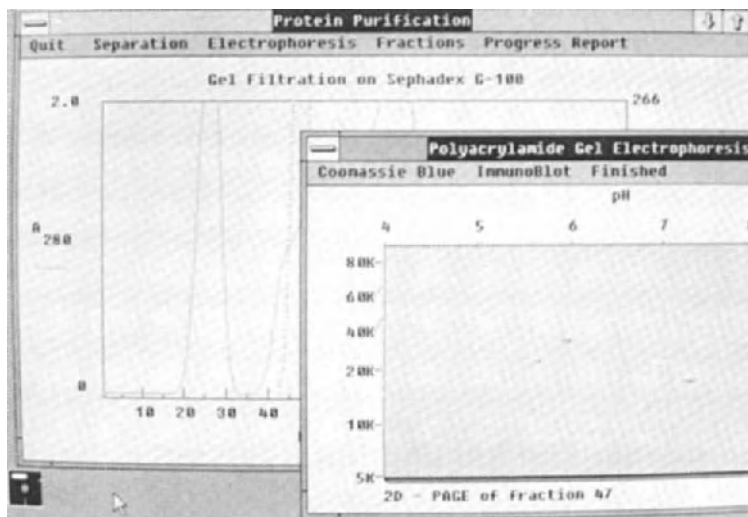 Protein Purification
Quit Separation Electrophoresis Fractions Progress Report
Gel Filtration on Sephadex G-100
2.0
266
A280
0
10 20 30 40
Polyacrylamide Gel Electrophoresis
Coomassie Blue ImmunoBlot Finished
pH
4 5 6 7
80K
60K
40K
20K
10K
5K
2D - PAGE of fraction 47